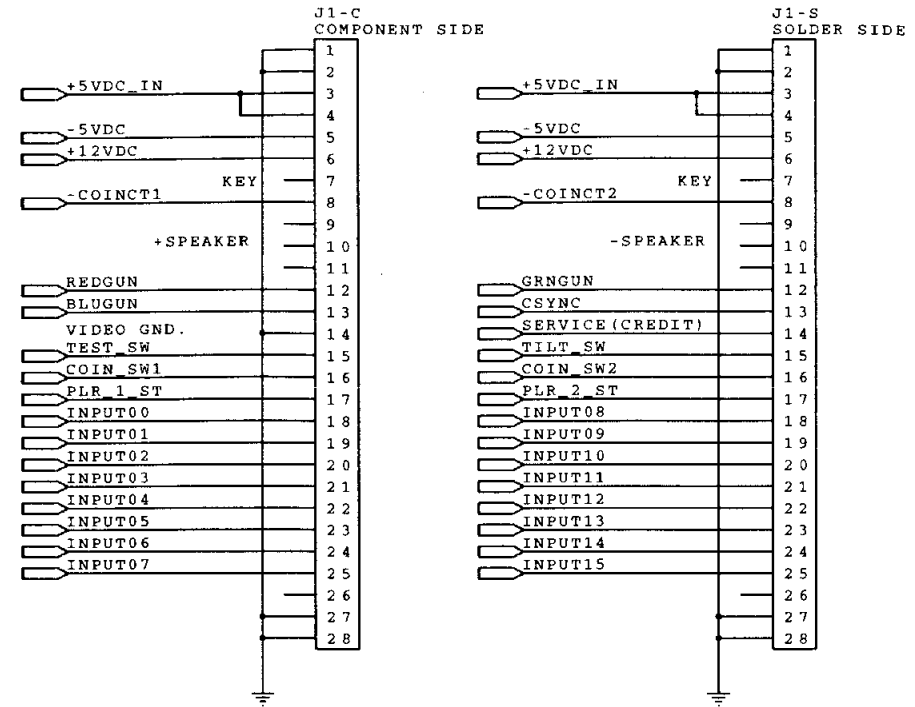 J1-C
COMPONENT SIDE
1
2
+5VDC_IN
3
4
-5VDC
5
+12VDC
6
KEY
7
-COINCT1
8
9
+SPEAKER
10
11
REDGUN
12
BLUGUN
13
VIDEO GND.
14
TEST_SW
15
COIN_SW1
16
PLR_1_ST
17
INPUT00
18
INPUT01
19
INPUT02
20
INPUT03
21
INPUT04
22
INPUT05
23
INPUT06
24
INPUT07
25
26
27
28
J1-S
SOLDER SIDE
1
2
+5VDC_IN
3
4
-5VDC
5
+12VDC
6
KEY
7
-COINCT2
8
9
-SPEAKER
10
11
GRNGUN
12
CSYNC
13
SERVICE(CREDIT)
14
TILT_SW
15
COIN_SW2
16
PLR_2_ST
17
INPUT08
18
INPUT09
19
INPUT10
20
INPUT11
21
INPUT12
22
INPUT13
23
INPUT14
24
INPUT15
25
26
27
28